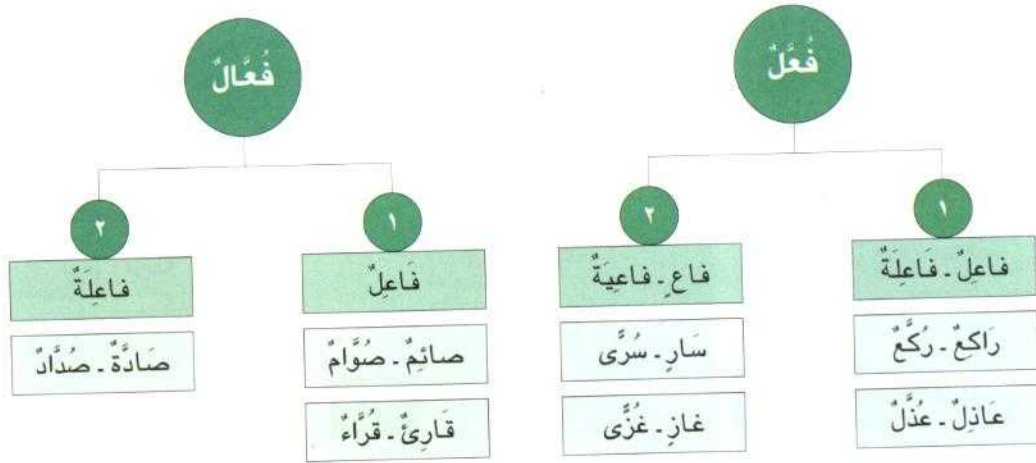 فُعَّلٌ
١
فاعِلٌ - فَاعِلَةٌ
رَاكِعٌ - رُكَّعٌ
عَاذِلٌ - عُذَّلٌ
٢
فاعٍ - فاعِيَةٌ
سَارٍ - سُرًّى
غازٍ - غُزًّى
فُعَّالٌ
١
فَاعِلٌ
صائِمٌ - صُوَّامٌ
قَارِئٌ - قُرَّاءٌ
٢
فاعِلَةٌ
صَادَّةٌ - صُدَّادٌ